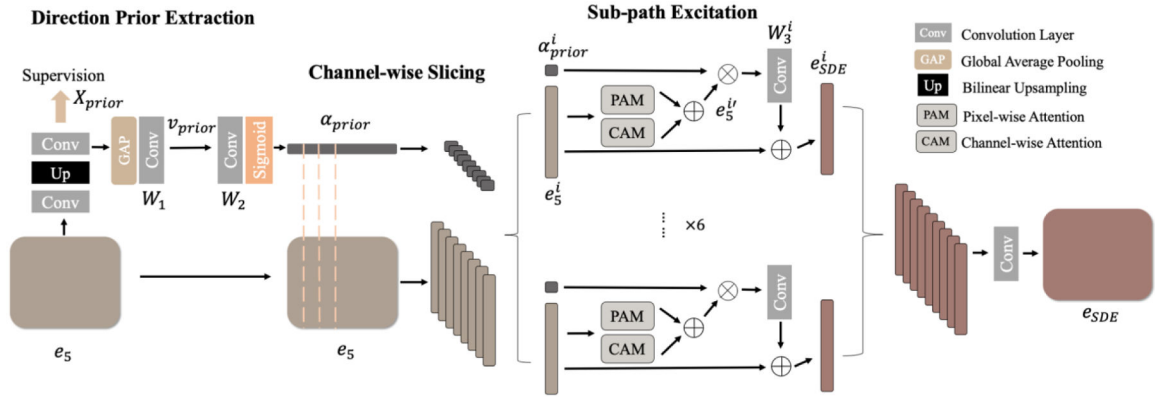 Direction Prior Extraction
Sub-path Excitation
Channel-wise Slicing
Supervision
X_prior
Conv
Up
Conv
GAP
Conv
W_1
v_prior
Conv
Sigmoid
W_2
α_prior
e_5
e_5
α^i_prior
e^i_5
PAM
CAM
e^{i'}_5
W^i_3
Conv
e^i_SDE
×6
PAM
CAM
Conv
Conv
e_SDE
Conv Convolution Layer
GAP Global Average Pooling
Up Bilinear Upsampling
PAM Pixel-wise Attention
CAM Channel-wise Attention